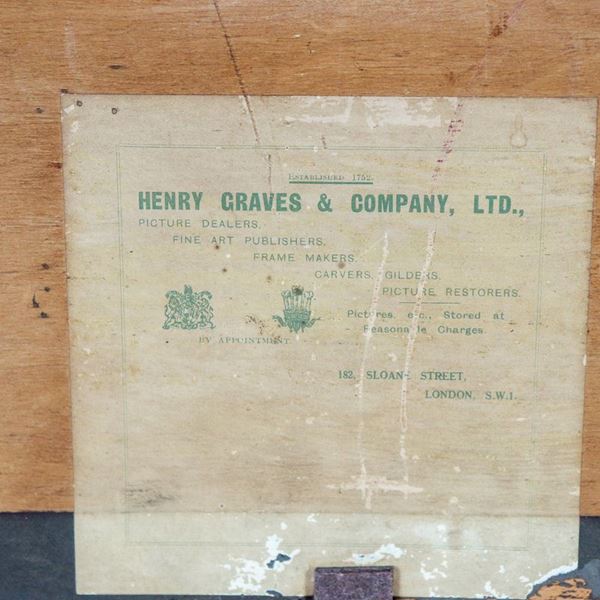 ESTABLISHED 1752.
HENRY GRAVES & COMPANY, LTD.,
PICTURE DEALERS.
FINE ART PUBLISHERS.
FRAME MAKERS.
CARVERS, GILDERS.
PICTURE RESTORERS.
Pictures, etc., Stored at
Reasonable Charges.
BY APPOINTMENT.
182, SLOANE STREET,
LONDON, S.W.1.